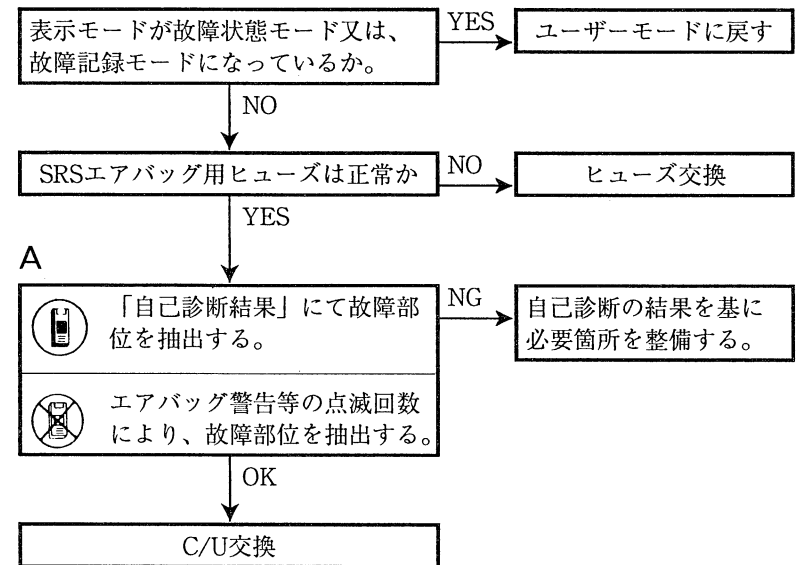 表示モードが故障状態モード又は、
故障記録モードになっているか。
YES
ユーザーモードに戻す
NO
SRSエアバッグ用ヒューズは正常か
NO
ヒューズ交換
YES
A
「自己診断結果」にて故障部
位を抽出する。
NG
自己診断の結果を基に
必要箇所を整備する。
エアバッグ警告等の点滅回数
により、故障部位を抽出する。
OK
C/U交換